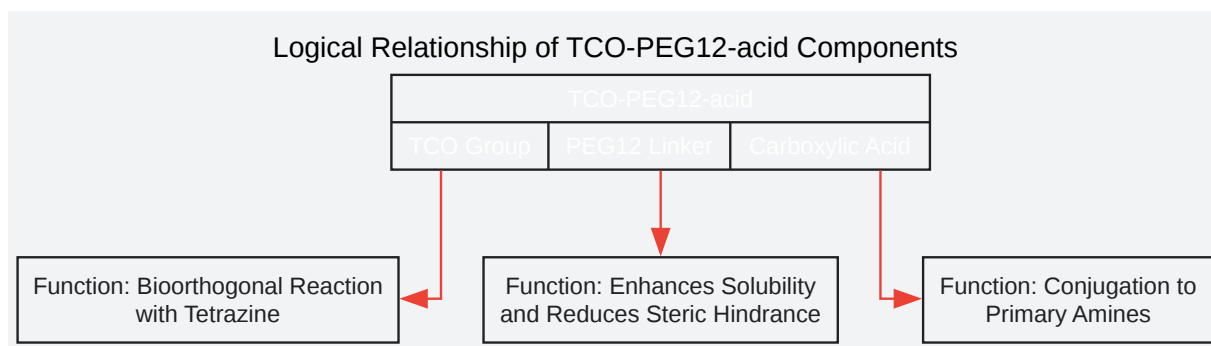 Logical Relationship of TCO-PEG12-acid Components
TCO-PEG12-acid
TCO Group
PEG12 Linker
Carboxylic Acid
Function: Bioorthogonal Reaction
with Tetrazine
Function: Enhances Solubility
and Reduces Steric Hindrance
Function: Conjugation to
Primary Amines